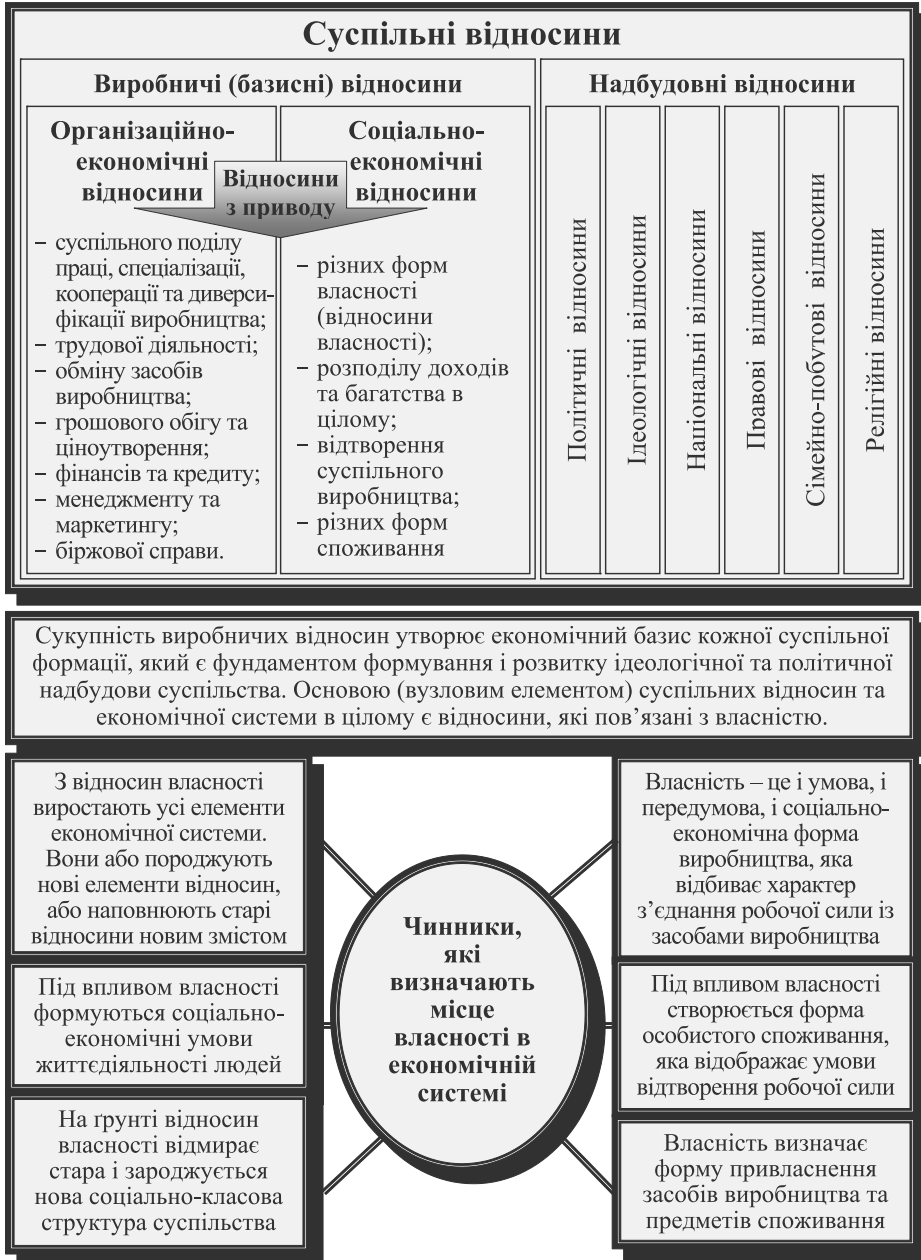 Суспільні відносини
Виробничі (базисні) відносини
Організаційно-
економічні
відносини
Соціально-
економічні
відносини
Відносини
з приводу
– суспільного поділу
праці, спеціалізації,
кооперації та диверси-
фікації виробництва;
– трудової діяльності;
– обміну засобів
виробництва;
– грошового обігу та
ціноутворення;
– фінансів та кредиту;
– менеджменту та
маркетингу;
– біржової справи.
– різних форм
власності
(відносини
власності);
– розподілу доходів
та багатства в
цілому;
– відтворення
суспільного
виробництва;
– різних форм
споживання
Надбудовні відносини
Політичні відносини
Ідеологічні відносини
Національні відносини
Правові відносини
Сімейно-побутові відносини
Релігійні відносини
Сукупність виробничих відносин утворює економічний базис кожної суспільної
формації, який є фундаментом формування і розвитку ідеологічної та політичної
надбудови суспільства. Основою (вузловим елементом) суспільних відносин та
економічної системи в цілому є відносини, які пов’язані з власністю.
З відносин власності
виростають усі елементи
економічної системи.
Вони або породжують
нові елементи відносин,
або наповнюють старі
відносини новим змістом
Під впливом власності
формуються соціально-
економічні умови
життєдіяльності людей
На ґрунті відносин
власності відмирає
стара і зароджується
нова соціально-класова
структура суспільства
Чинники,
які
визначають
місце
власності в
економічній
системі
Власність – це і умова, і
передумова, і соціально-
економічна форма
виробництва, яка
відбиває характер
з’єднання робочої сили із
засобами виробництва
Під впливом власності
створюється форма
особистого споживання,
яка відображає умови
відтворення робочої сили
Власність визначає
форму привласнення
засобів виробництва та
предметів споживання